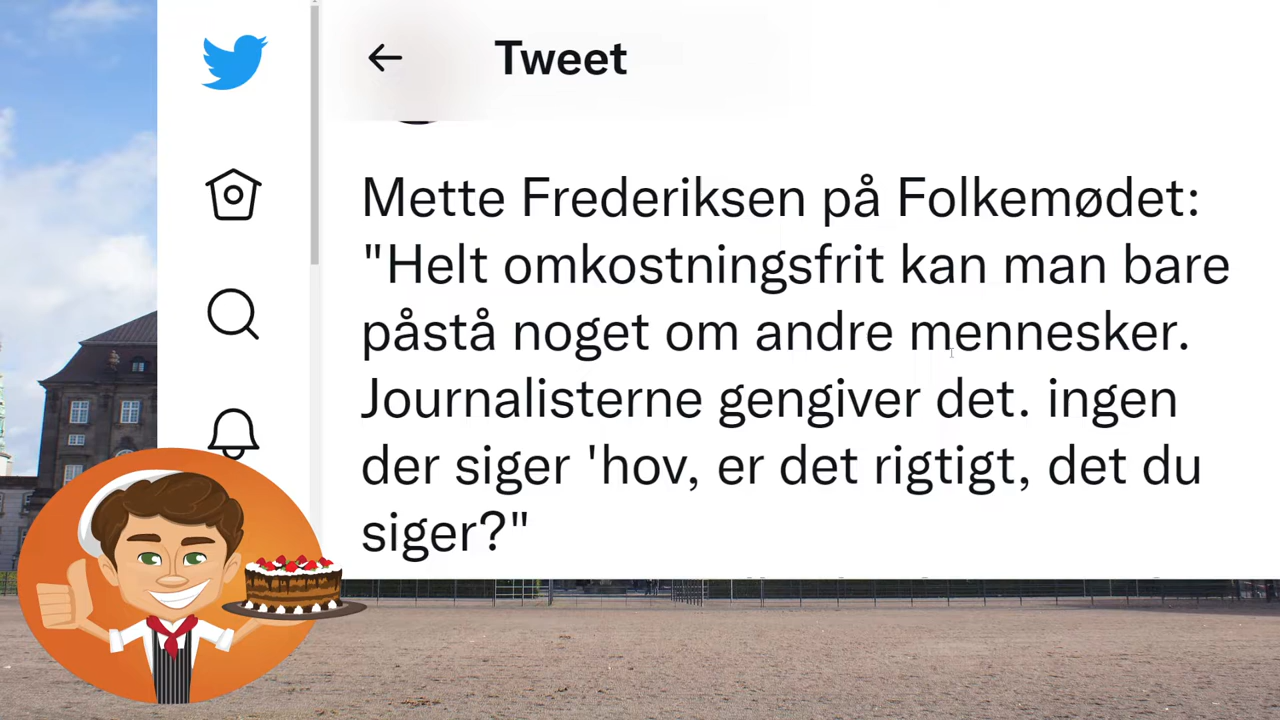 Tweet
Mette Frederiksen på Folkemødet:
"Helt omkostningsfrit kan man bare
påstå noget om andre mennesker.
Journalisterne gengiver det. ingen
der siger 'hov, er det rigtigt, det du
siger?"